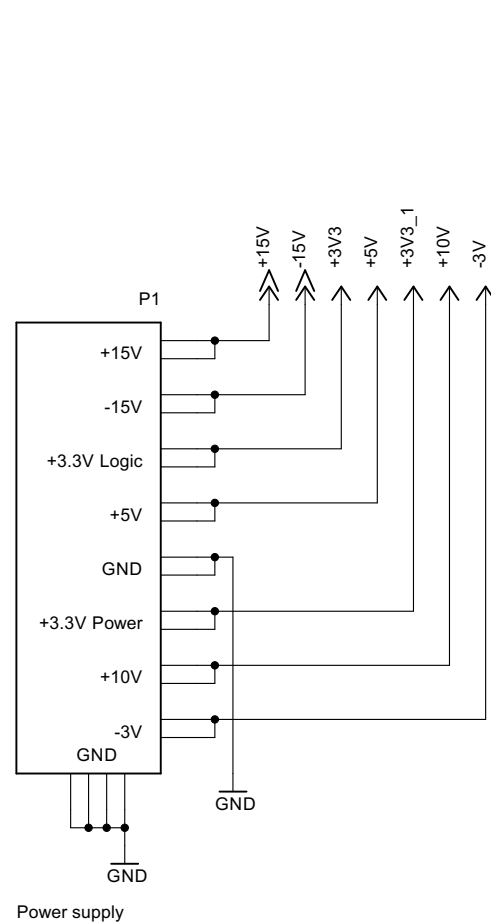 +15V
-15V
+3V3
+5V
+3V3_1
+10V
-3V
P1
+15V
-15V
+3.3V Logic
+5V
GND
+3.3V Power
+10V
-3V
GND
GND
GND
Power supply